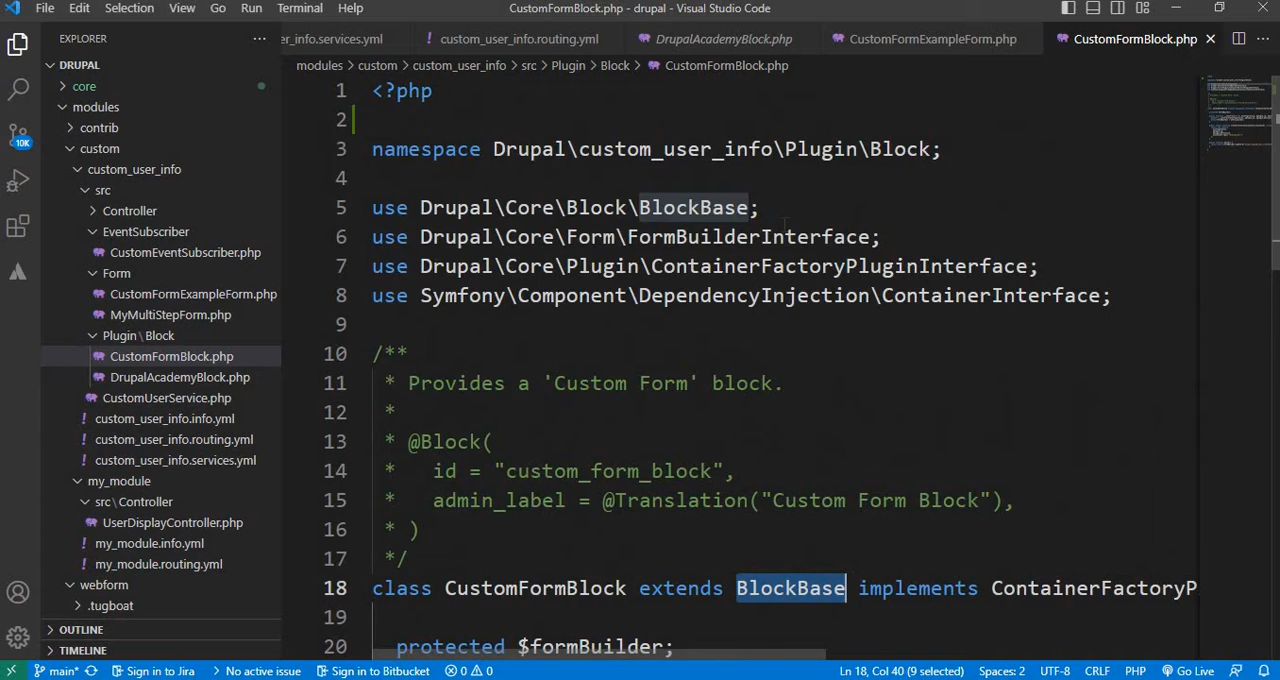 File Edit Selection View Go Run Terminal Help CustomFormBlock.php - drupal - Visual Studio Code
EXPLORER
DRUPAL
core
modules
contrib
custom
custom_user_info
src
Controller
EventSubscriber
CustomEventSubscriber.php
Form
CustomFormExampleForm.php
MyMultiStepForm.php
Plugin\Block
CustomFormBlock.php
DrupalAcademyBlock.php
CustomUserService.php
custom_user_info.info.yml
custom_user_info.routing.yml
custom_user_info.services.yml
my_module
src\Controller
UserDisplayController.php
my_module.info.yml
my_module.routing.yml
webform
.tugboat
OUTLINE
TIMELINE
10K
er_info.services.yml custom_user_info.routing.yml DrupalAcademyBlock.php CustomFormExampleForm.php CustomFormBlock.php
modules > custom > custom_user_info > src > Plugin > Block > CustomFormBlock.php
1 <?php
2
3 namespace Drupal\custom_user_info\Plugin\Block;
4
5 use Drupal\Core\Block\BlockBase;
6 use Drupal\Core\Form\FormBuilderInterface;
7 use Drupal\Core\Plugin\ContainerFactoryPluginInterface;
8 use Symfony\Component\DependencyInjection\ContainerInterface;
9
10 /**
11 * Provides a 'Custom Form' block.
12 *
13 * @Block(
14 * id = "custom_form_block",
15 * admin_label = @Translation("Custom Form Block"),
16 * )
17 */
18 class CustomFormBlock extends BlockBase implements ContainerFactoryP
19
20 protected $formBuilder;
main* Sign in to Jira No active issue Sign in to Bitbucket 0 0 Ln 18, Col 40 (9 selected) Spaces: 2 UTF-8 CRLF PHP Go Live